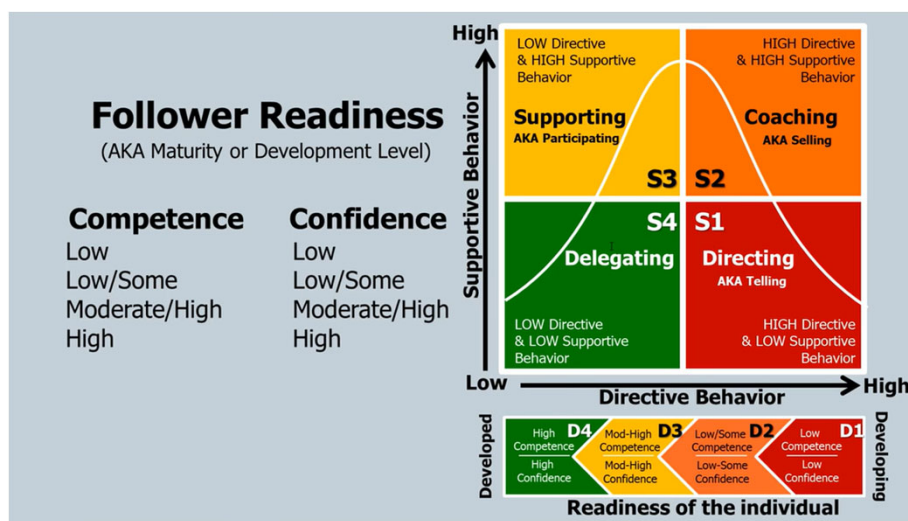 Follower Readiness
(AKA Maturity or Development Level)
Competence
Low
Low/Some
Moderate/High
High
Confidence
Low
Low/Some
Moderate/High
High
High
Supportive Behavior
LOW Directive
& HIGH Supportive
Behavior
Supporting
AKA Participating
S3
HIGH Directive
& HIGH Supportive
Behavior
Coaching
AKA Selling
S2
S4
Delegating
LOW Directive
& LOW Supportive
Behavior
S1
Directing
AKA Telling
HIGH Directive
& LOW Supportive
Behavior
Low
Directive Behavior
High
Developed
High
Competence
High
Confidence
D4
Mod-High
Competence
Mod-High
Confidence
D3
Low/Some
Competence
Low-Some
Confidence
D2
Low
Competence
Low
Confidence
D1
Developing
Readiness of the individual